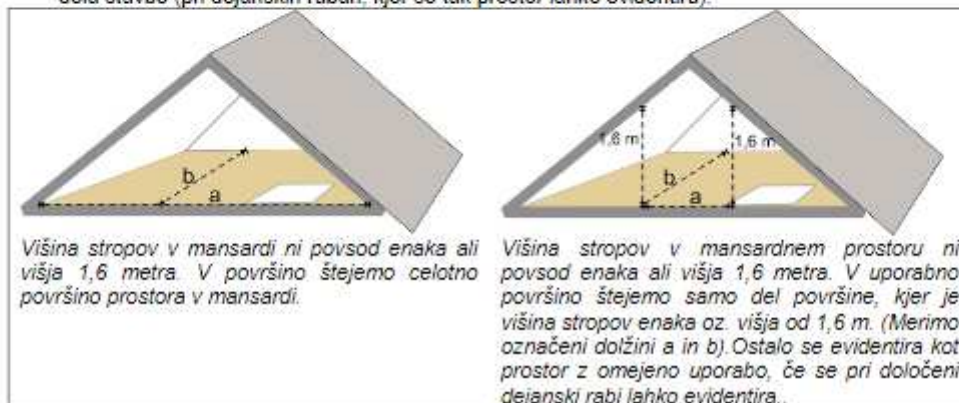 dela stavbe (pri dejanskih rabah, kjer se tak prostor lahko evidentira).
b
a
1,6 m
1,6 m
b
a
Višina stropov v mansardi ni povsod enaka ali
višja 1,6 metra. V površino štejemo celotno
površino prostora v mansardi.
Višina stropov v mansardnem prostoru ni
povsod enaka ali višja 1,6 metra. V uporabno
površino štejemo samo del površine, kjer je
višina stropov enaka oz. višja od 1,6 m. (Merimo
označeni dolžini a in b).Ostalo se evidentira kot
prostor z omejeno uporabo, če se pri določeni
dejanski rabi lahko evidentira..